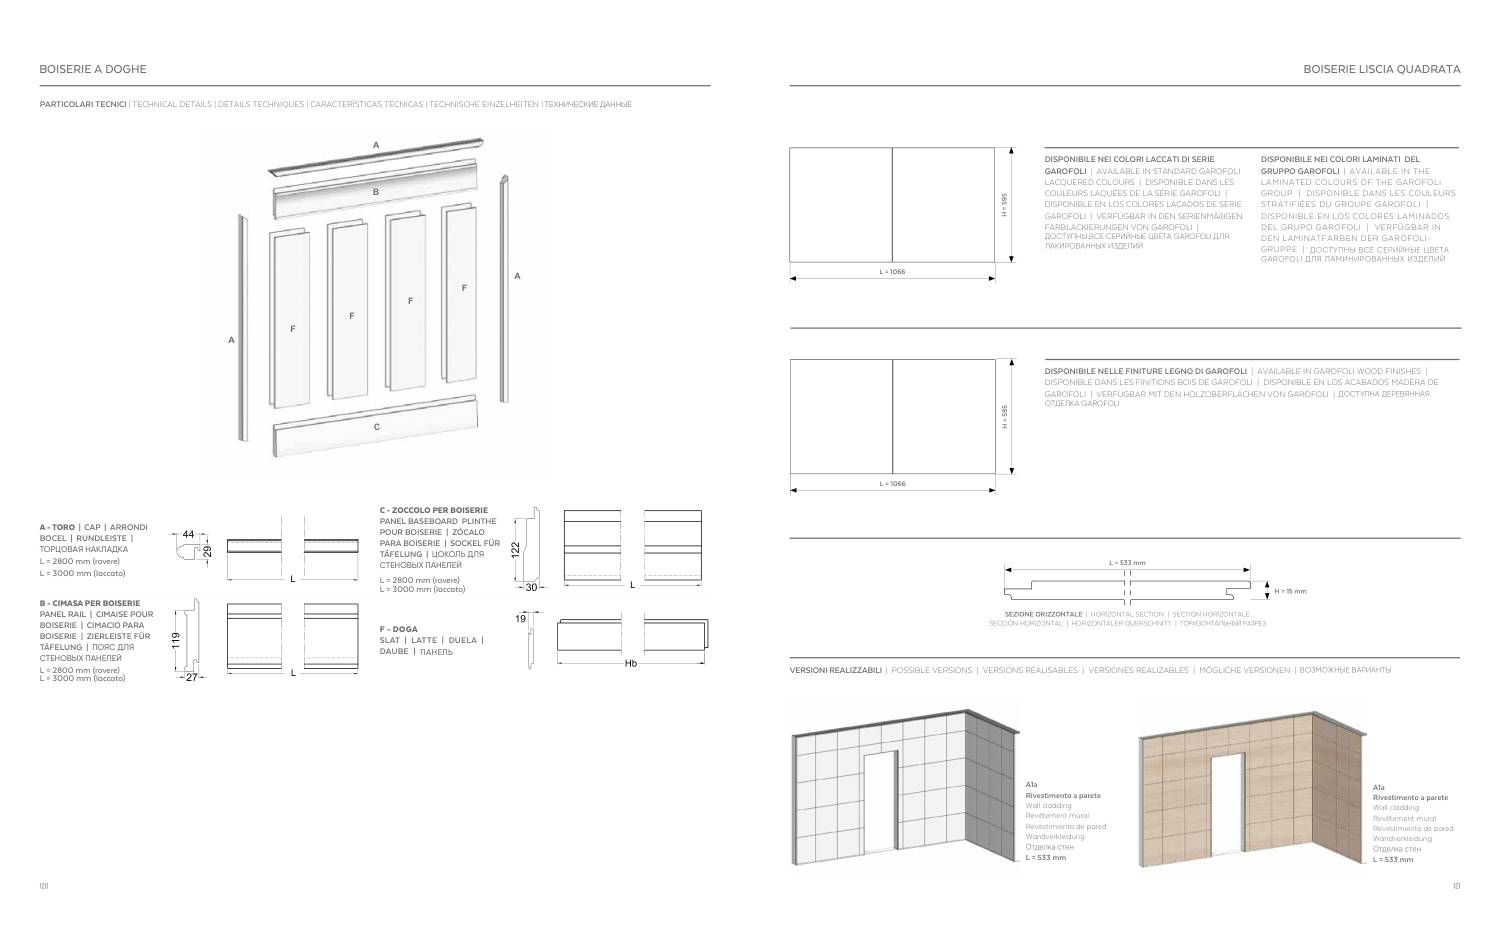 BOISERIE A DOGHE
PARTICOLARI TECNICI | TECHNICAL DETAILS | DÉTAILS TECHNIQUES | CARACTERÍSTICAS TÉCNICAS | TECHNISCHE EINZELHEITEN | ТЕХНИЧЕСКИЕ ДАННЫЕ
A
B
A
F
F
F
F
A
C
A - TORO | CAP | ARRONDI
BOCEL | RUNDLEISTE |
ТОРЦОВАЯ НАКЛАДКА
L = 2800 mm (rovere)
L = 3000 mm (laccato)
44
29
L
B - CIMASA PER BOISERIE
PANEL RAIL | CIMAISE POUR
BOISERIE | CIMACIO PARA
BOISERIE | ZIERLEISTE FÜR
TÄFELUNG | ПОЯС ДЛЯ
СТЕНОВЫХ ПАНЕЛЕЙ
L = 2800 mm (rovere)
L = 3000 mm (laccato)
119
27
L
C - ZOCCOLO PER BOISERIE
PANEL BASEBOARD PLINTHE
POUR BOISERIE | ZÓCALO
PARA BOISERIE | SOCKEL FÜR
TÄFELUNG | ЦОКОЛЬ ДЛЯ
СТЕНОВЫХ ПАНЕЛЕЙ
L = 2800 mm (rovere)
L = 3000 mm (laccato)
122
30
L
F - DOGA
SLAT | LATTE | DUELA |
DAUBE | ПАНЕЛЬ
19
Hb
120
BOISERIE LISCIA QUADRATA
H = 595
L = 1066
DISPONIBILE NEI COLORI LACCATI DI SERIE
GAROFOLI | AVAILABLE IN STANDARD GAROFOLI
LACQUERED COLOURS | DISPONIBLE DANS LES
COULEURS LAQUÉES DE LA SÉRIE GAROFOLI |
DISPONIBLE EN LOS COLORES LAÇADOS DE SERIE
GAROFOLI | VERFÜGBAR IN DEN SERIENMÄßIGEN
FARBLACKIERUNGEN VON GAROFOLI |
ДОСТУПНЫ ВСЕ СЕРИЙНЫЕ ЦВЕТА GAROFOLI ДЛЯ
ЛАКИРОВАННЫХ ИЗДЕЛИЙ
DISPONIBILE NEI COLORI LAMINATI DEL
GRUPPO GAROFOLI | AVAILABLE IN THE
LAMINATED COLOURS OF THE GAROFOLI
GROUP | DISPONIBLE DANS LES COULEURS
STRATIFIÉES DU GROUPE GAROFOLI |
DISPONIBLE EN LOS COLORES LAMINADOS
DEL GRUPO GAROFOLI | VERFÜGBAR IN
DEN LAMINATFARBEN DER GAROFOLI-
GRUPPE | ДОСТУПНЫ ВСЕ СЕРИЙНЫЕ ЦВЕТА
GAROFOLI ДЛЯ ЛАМИНИРОВАННЫХ ИЗДЕЛИЙ
H = 595
L = 1066
DISPONIBILE NELLE FINITURE LEGNO DI GAROFOLI | AVAILABLE IN GAROFOLI WOOD FINISHES |
DISPONIBLE DANS LES FINITIONS BOIS DE GAROFOLI | DISPONIBLE EN LOS ACABADOS MADERA DE
GAROFOLI | VERFÜGBAR MIT DEN HOLZOBERFLÄCHEN VON GAROFOLI | ДОСТУПНА ДЕРЕВЯННАЯ
ОТДЕЛКА GAROFOLI
L = 533 mm
H = 15 mm
SEZIONE ORIZZONTALE | HORIZONTAL SECTION | SECTION HORIZONTALE
SECCIÓN HORIZONTAL | HORIZONTALER QUERSCHNITT | ГОРИЗОНТАЛЬНЫЙ РАЗРЕЗ
VERSIONI REALIZZABILI | POSSIBLE VERSIONS | VERSIONS RÉALISABLES | VERSIONES REALIZABLES | MÖGLICHE VERSIONEN | ВОЗМОЖНЫЕ ВАРИАНТЫ
A1a
Rivestimento a parete
Wall cladding
Revêtement mural
Revestimiento de pared
Wandverkleidung
Отделка стен
L = 533 mm
A1a
Rivestimento a parete
Wall cladding
Revêtement mural
Revestimiento de pared
Wandverkleidung
Отделка стен
L = 533 mm
121